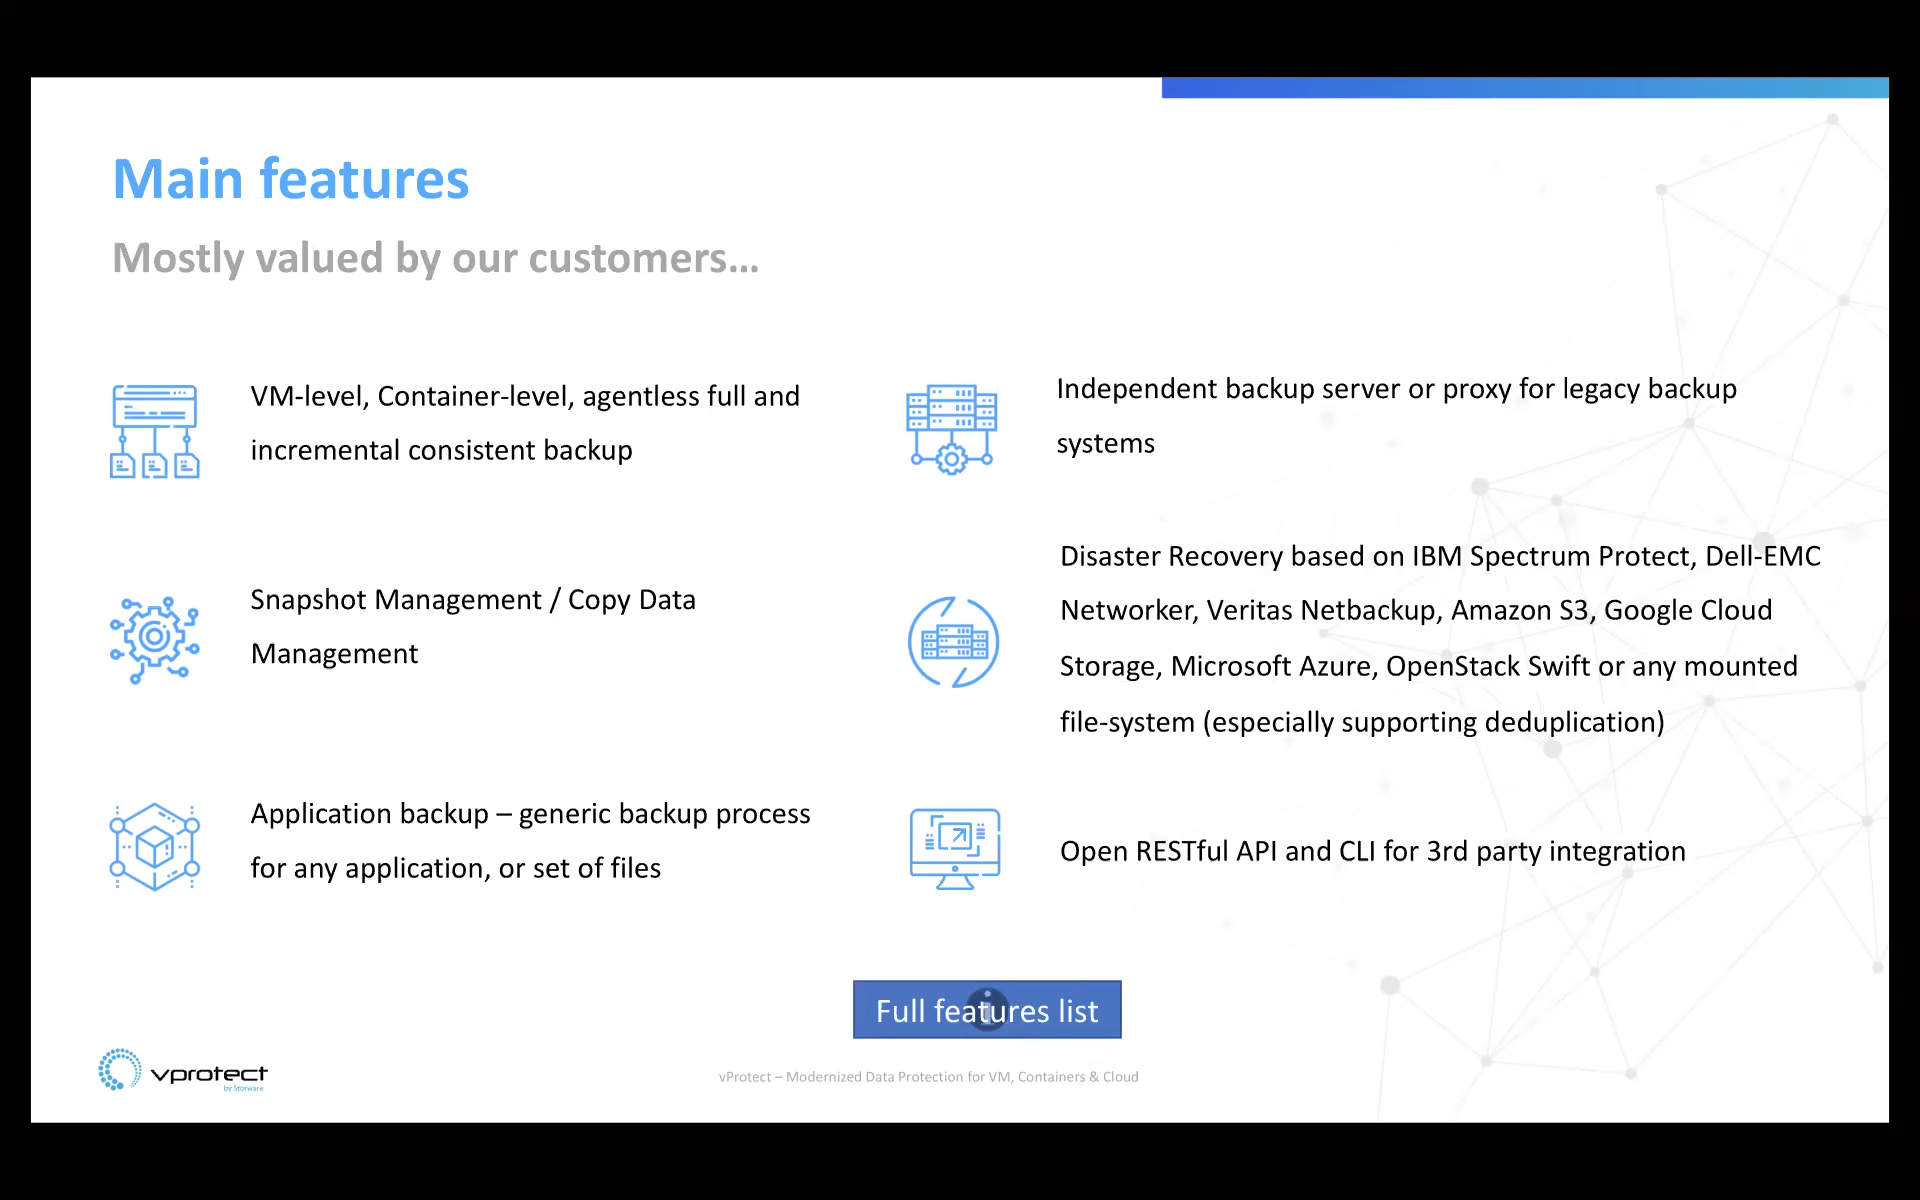 Main features
Mostly valued by our customers...
VM-level, Container-level, agentless full and
incremental consistent backup
Independent backup server or proxy for legacy backup
systems
Snapshot Management / Copy Data
Management
Disaster Recovery based on IBM Spectrum Protect, Dell-EMC
Networker, Veritas Netbackup, Amazon S3, Google Cloud
Storage, Microsoft Azure, OpenStack Swift or any mounted
file-system (especially supporting deduplication)
Application backup – generic backup process
for any application, or set of files
Open RESTful API and CLI for 3rd party integration
Full features list
vprotect
by Storware
vProtect – Modernized Data Protection for VM, Containers & Cloud